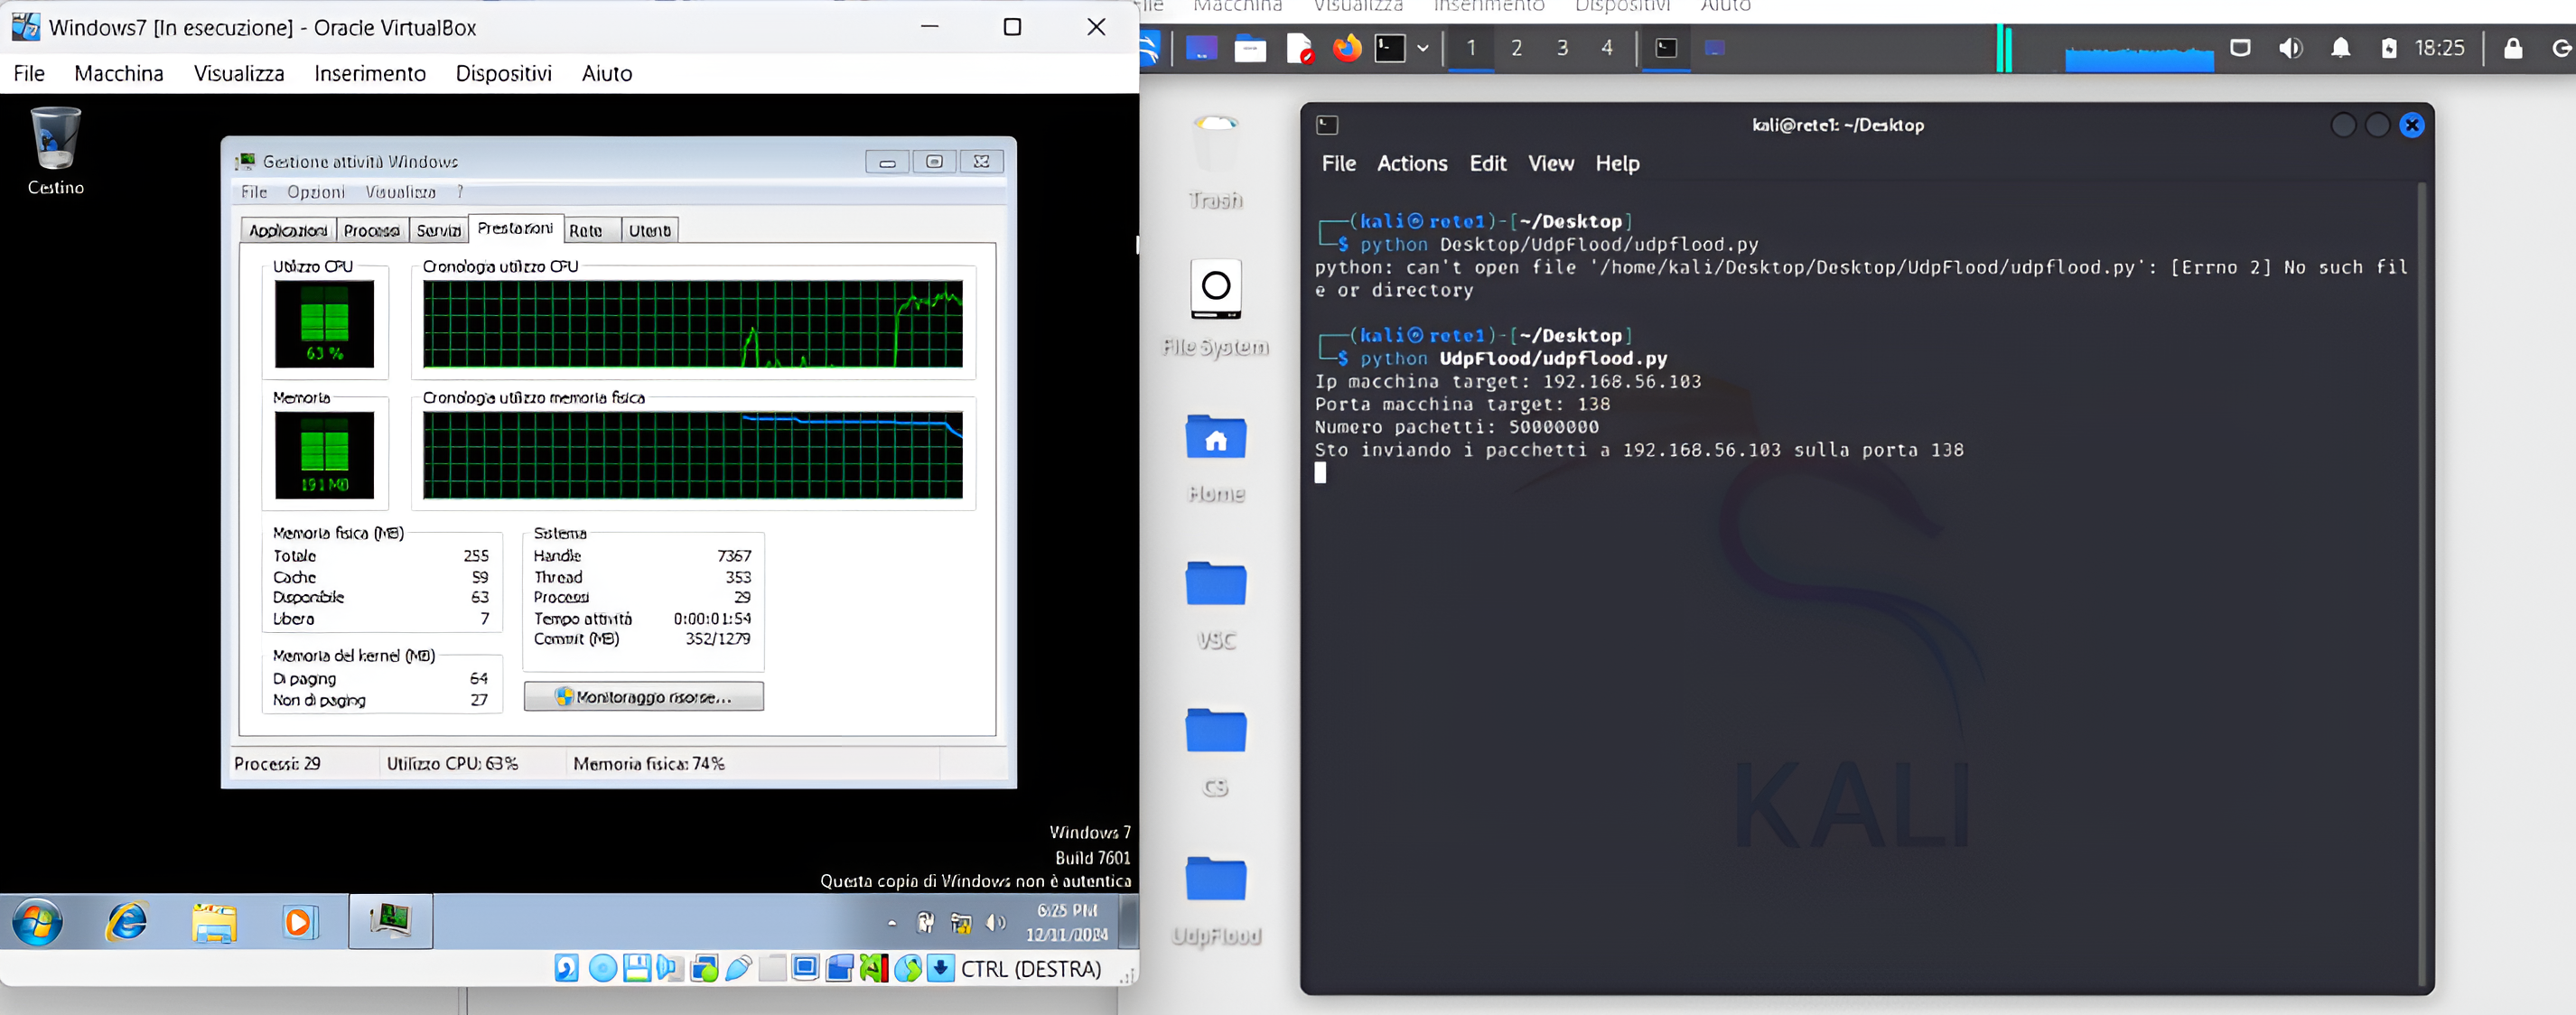 Windows7 [In esecuzione] - Oracle VirtualBox
File Macchina Visualizza Inserimento Dispositivi Aiuto
Cestino
Gestione attività Windows
File Opzioni Visualizza ?
Applicazioni Processi Servizi Prestazioni Rete Utenti
Utilizzo CPU
Cronologia utilizzo CPU
63 %
Memoria
Cronologia utilizzo memoria fisica
191 MB
Memoria fisica (MB)
Totale 255
Cache 59
Disponibile 63
Libera 7
Memoria del kernel (MB)
Di paging 64
Non di paging 27
Sistema
Handle 7367
Thread 353
Processi 29
Tempo attività 0:00:01:54
Commit (MB) 352/1279
Monitoraggio risorse...
Processi: 29 Utilizzo CPU: 63% Memoria fisica: 74%
Windows 7
Build 7601
Questa copia di Windows non è autentica
6:25 PM
12/11/2024
CTRL (DESTRA)
File Macchina Visualizza Inserimento Dispositivi Aiuto
1 2 3 4
18:25
Trash
File System
Home
VSC
CS
UdpFlood
kali@rete1: ~/Desktop
File Actions Edit View Help
┌──(kali㉿rete1)-[~/Desktop]
└─$ python Desktop/UdpFlood/udpflood.py
python: can't open file '/home/kali/Desktop/Desktop/UdpFlood/udpflood.py': [Errno 2] No such fil
e or directory
┌──(kali㉿rete1)-[~/Desktop]
└─$ python UdpFlood/udpflood.py
Ip macchina target: 192.168.56.103
Porta macchina target: 138
Numero pachetti: 50000000
Sto inviando i pacchetti a 192.168.56.103 sulla porta 138
KALI